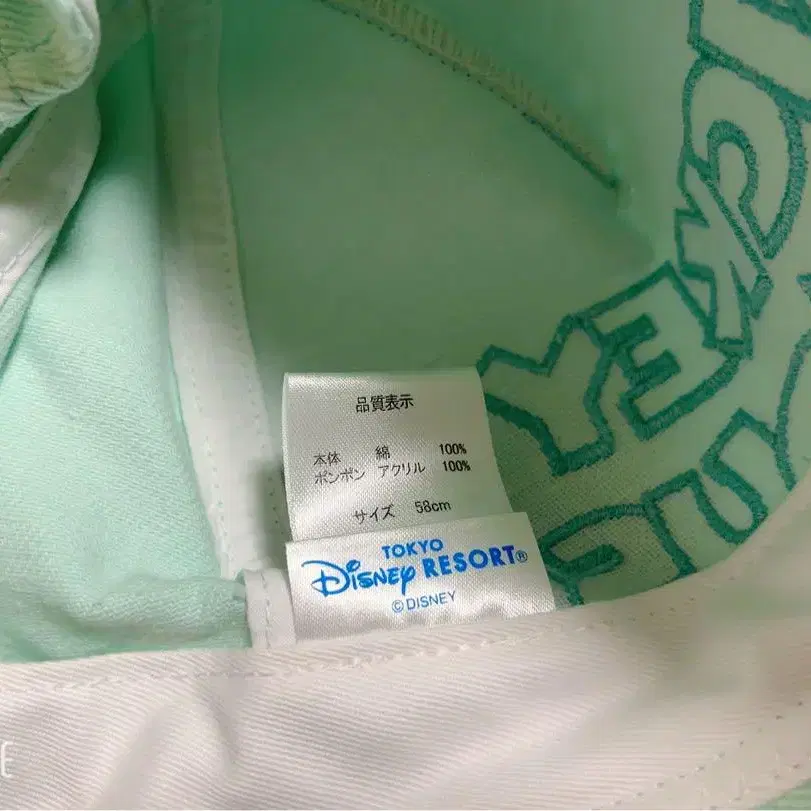 品質表示
本体 綿 100%
ポンポン アクリル 100%
サイズ 58cm
TOKYO
Disney RESORT®
© DISNEY